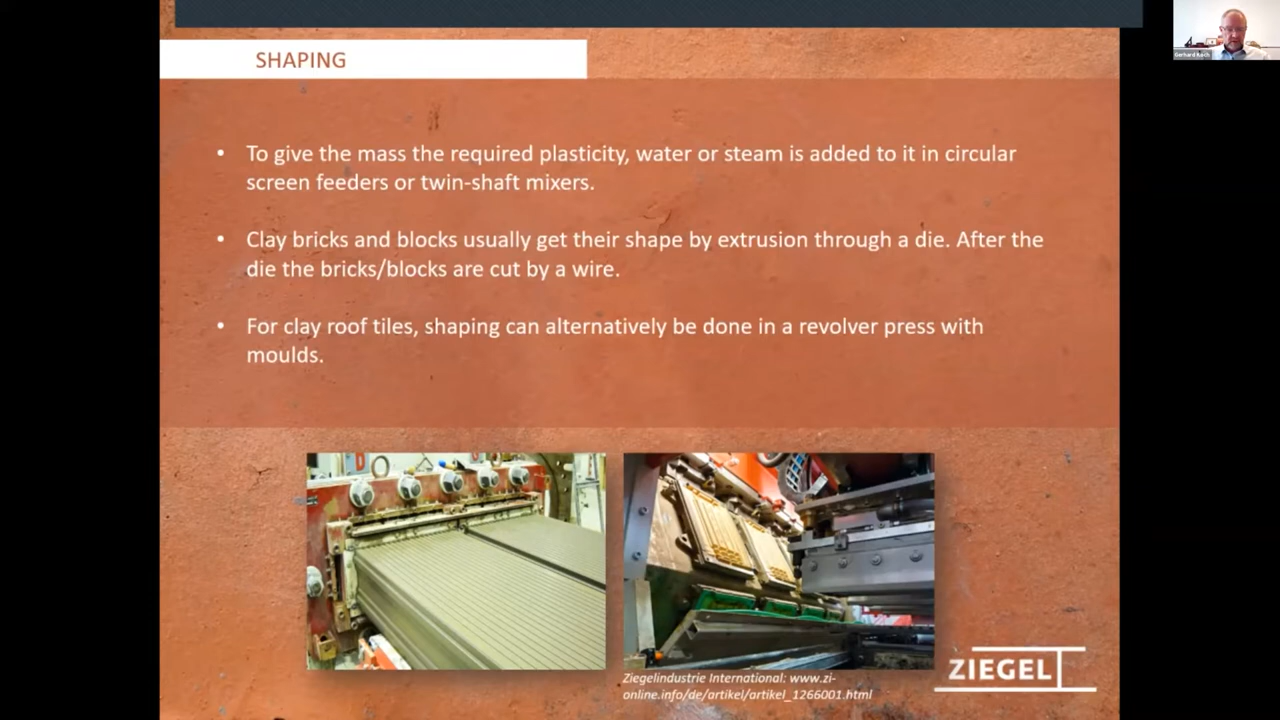 SHAPING
• To give the mass the required plasticity, water or steam is added to it in circular
screen feeders or twin-shaft mixers.
• Clay bricks and blocks usually get their shape by extrusion through a die. After the
die the bricks/blocks are cut by a wire.
• For clay roof tiles, shaping can alternatively be done in a revolver press with
moulds.
Ziegelindustrie International: www.zi-
online.info/de/artikel/artikel_1266001.html
ZIEGEL